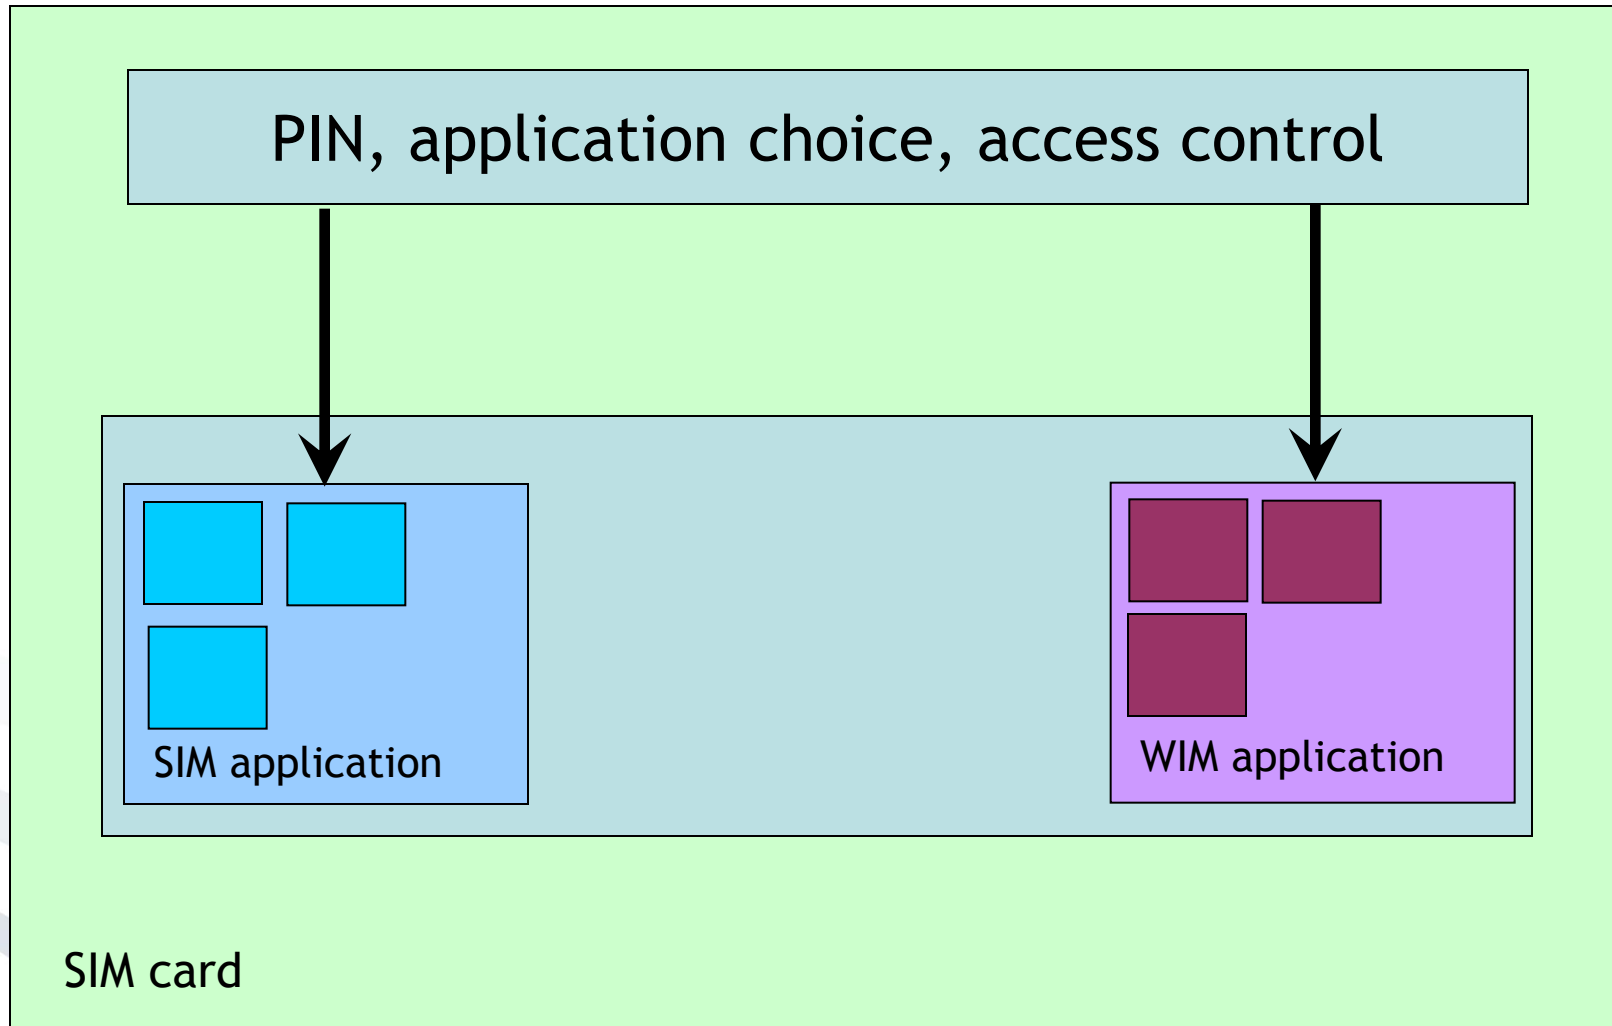 PIN, application choice, access control
SIM application
WIM application
SIM card